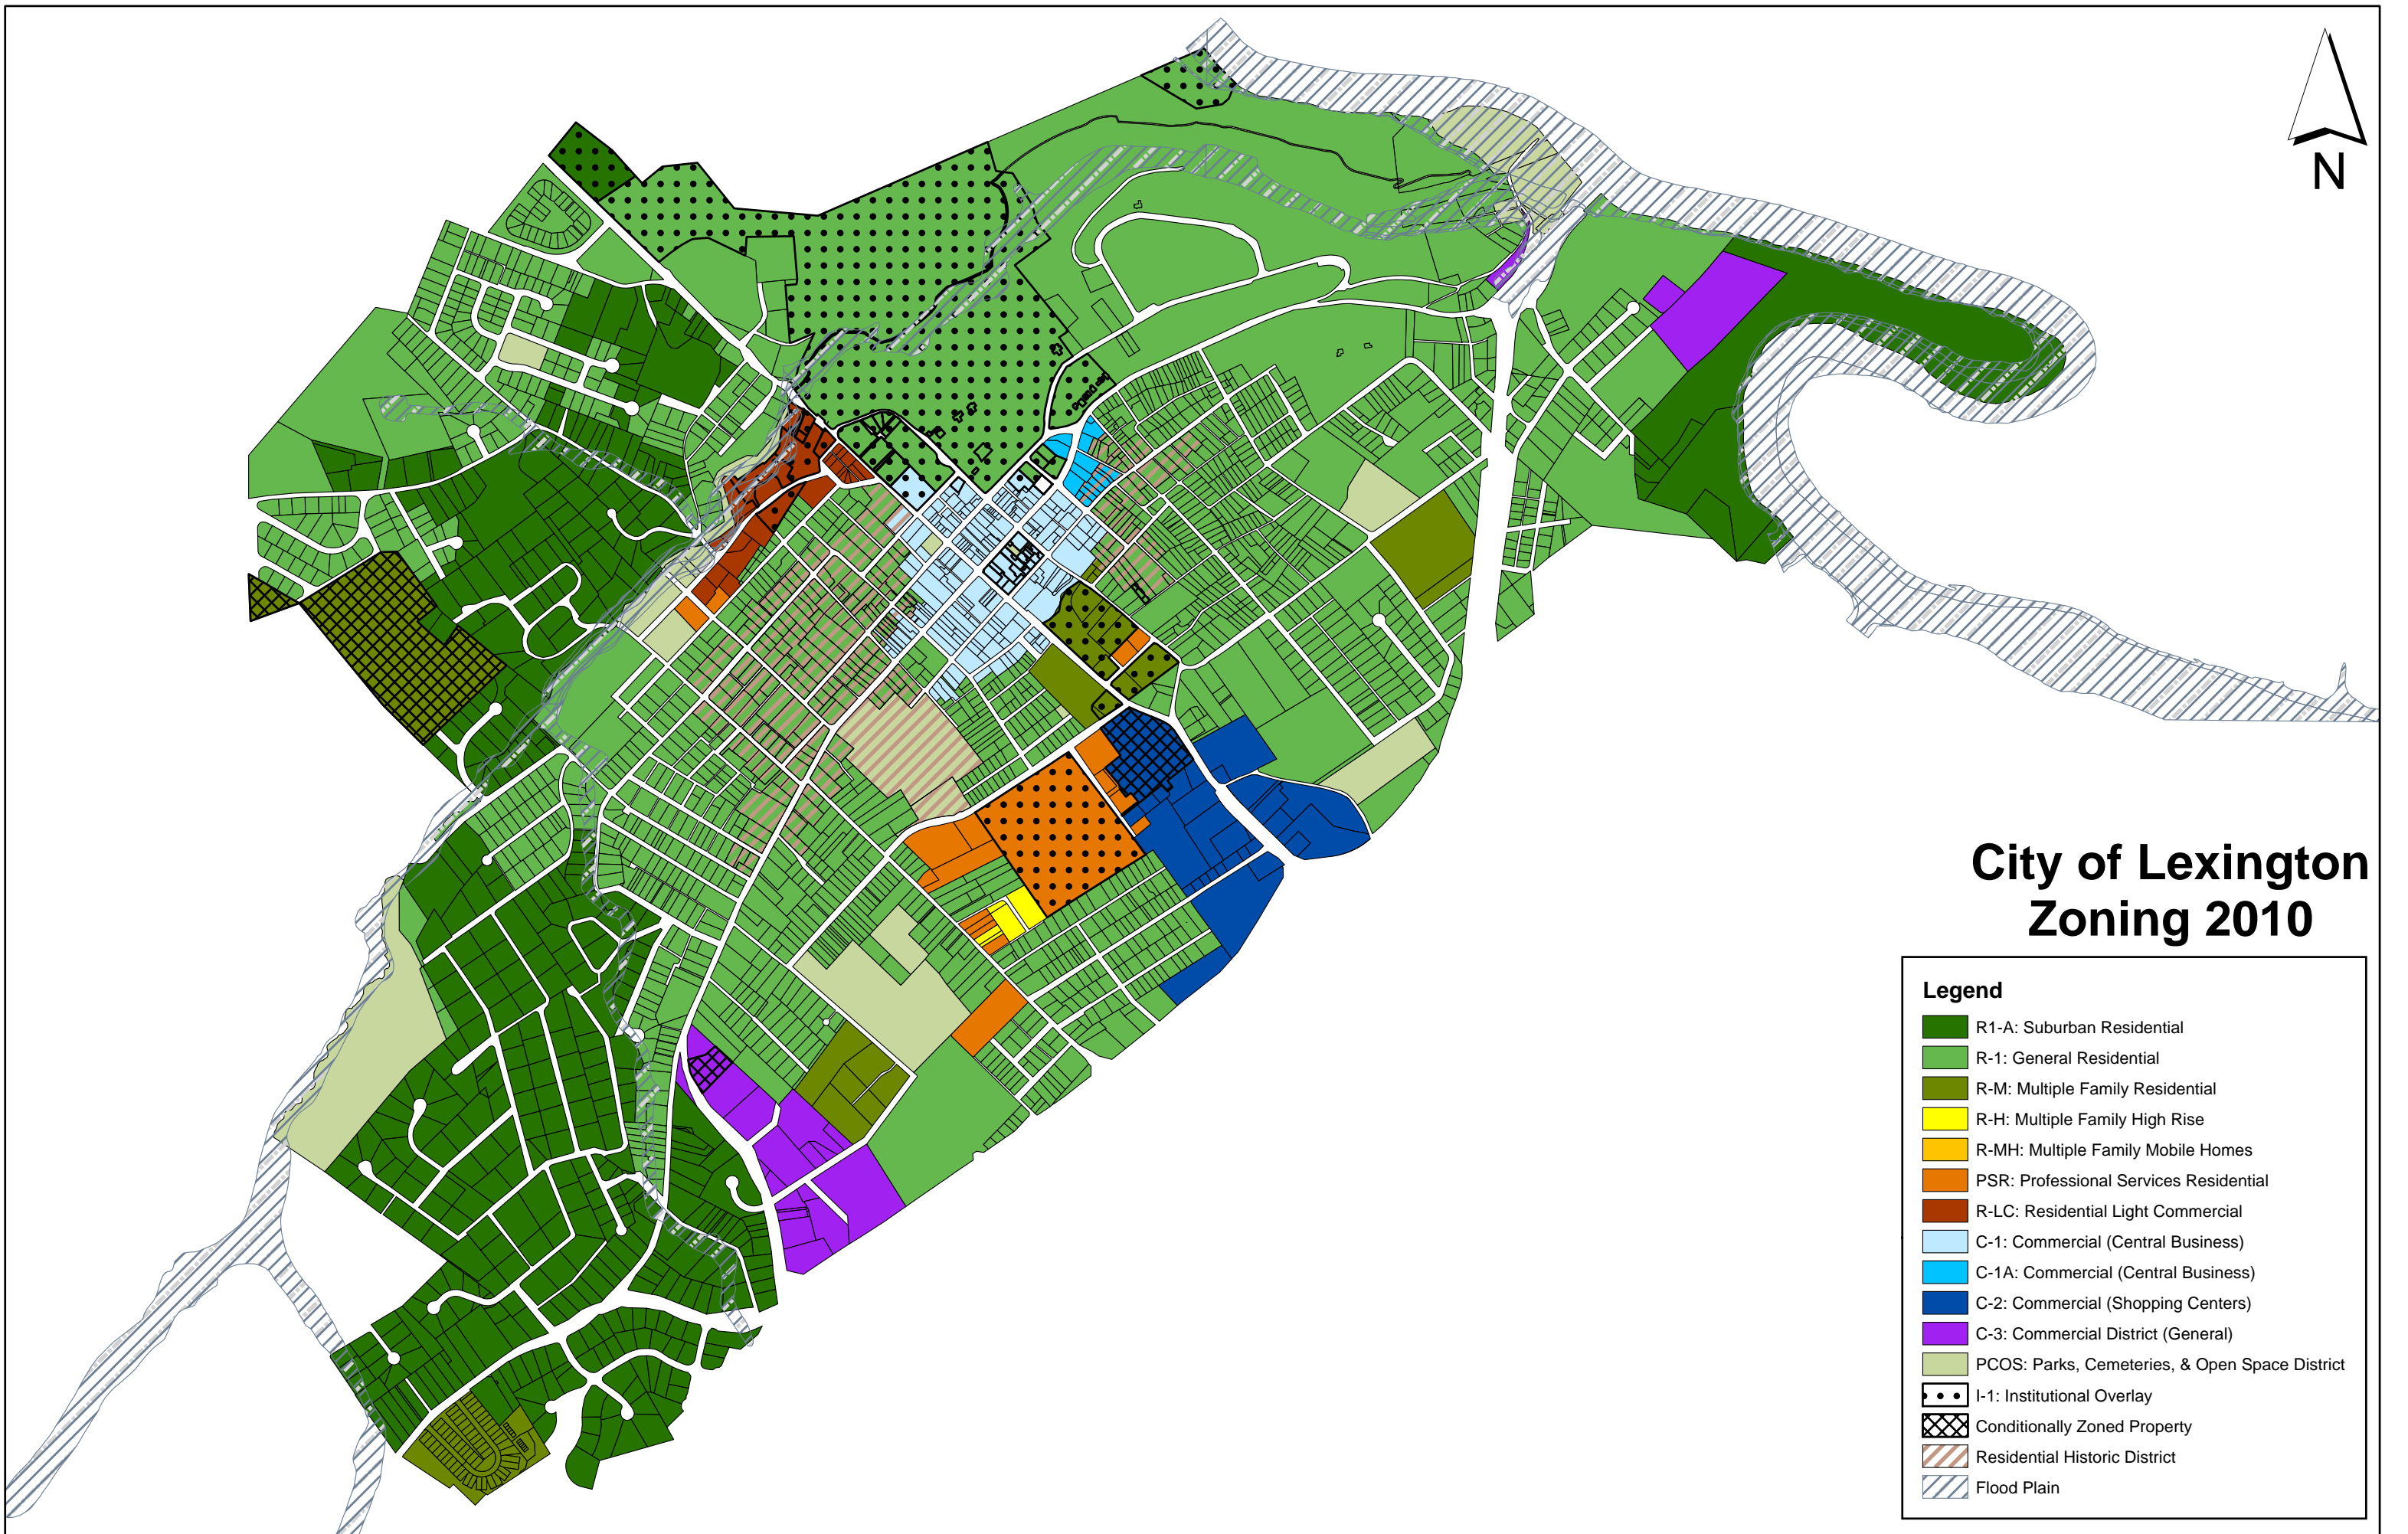 N
City of Lexington
Zoning 2010
Legend
R1-A: Suburban Residential
R-1: General Residential
R-M: Multiple Family Residential
R-H: Multiple Family High Rise
R-MH: Multiple Family Mobile Homes
PSR: Professional Services Residential
R-LC: Residential Light Commercial
C-1: Commercial (Central Business)
C-1A: Commercial (Central Business)
C-2: Commercial (Shopping Centers)
C-3: Commercial District (General)
PCOS: Parks, Cemeteries, & Open Space District
I-1: Institutional Overlay
Conditionally Zoned Property
Residential Historic District
Flood Plain